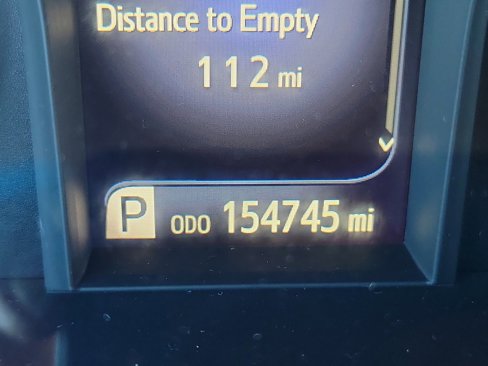 Distance to Empty
112 mi
P ODO 154745 mi